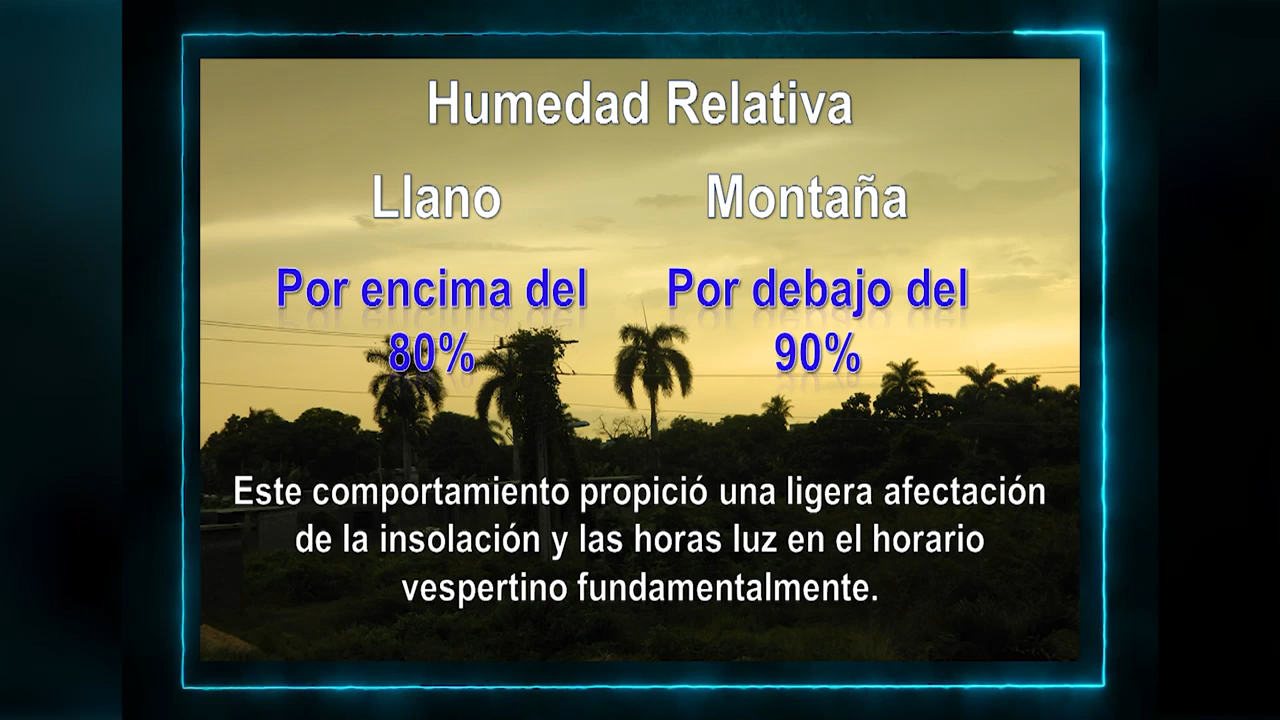 Humedad Relativa
Llano
Montaña
Por encima del
80%
Por debajo del
90%
Este comportamiento propició una ligera afectación
de la insolación y las horas luz en el horario
vespertino fundamentalmente.